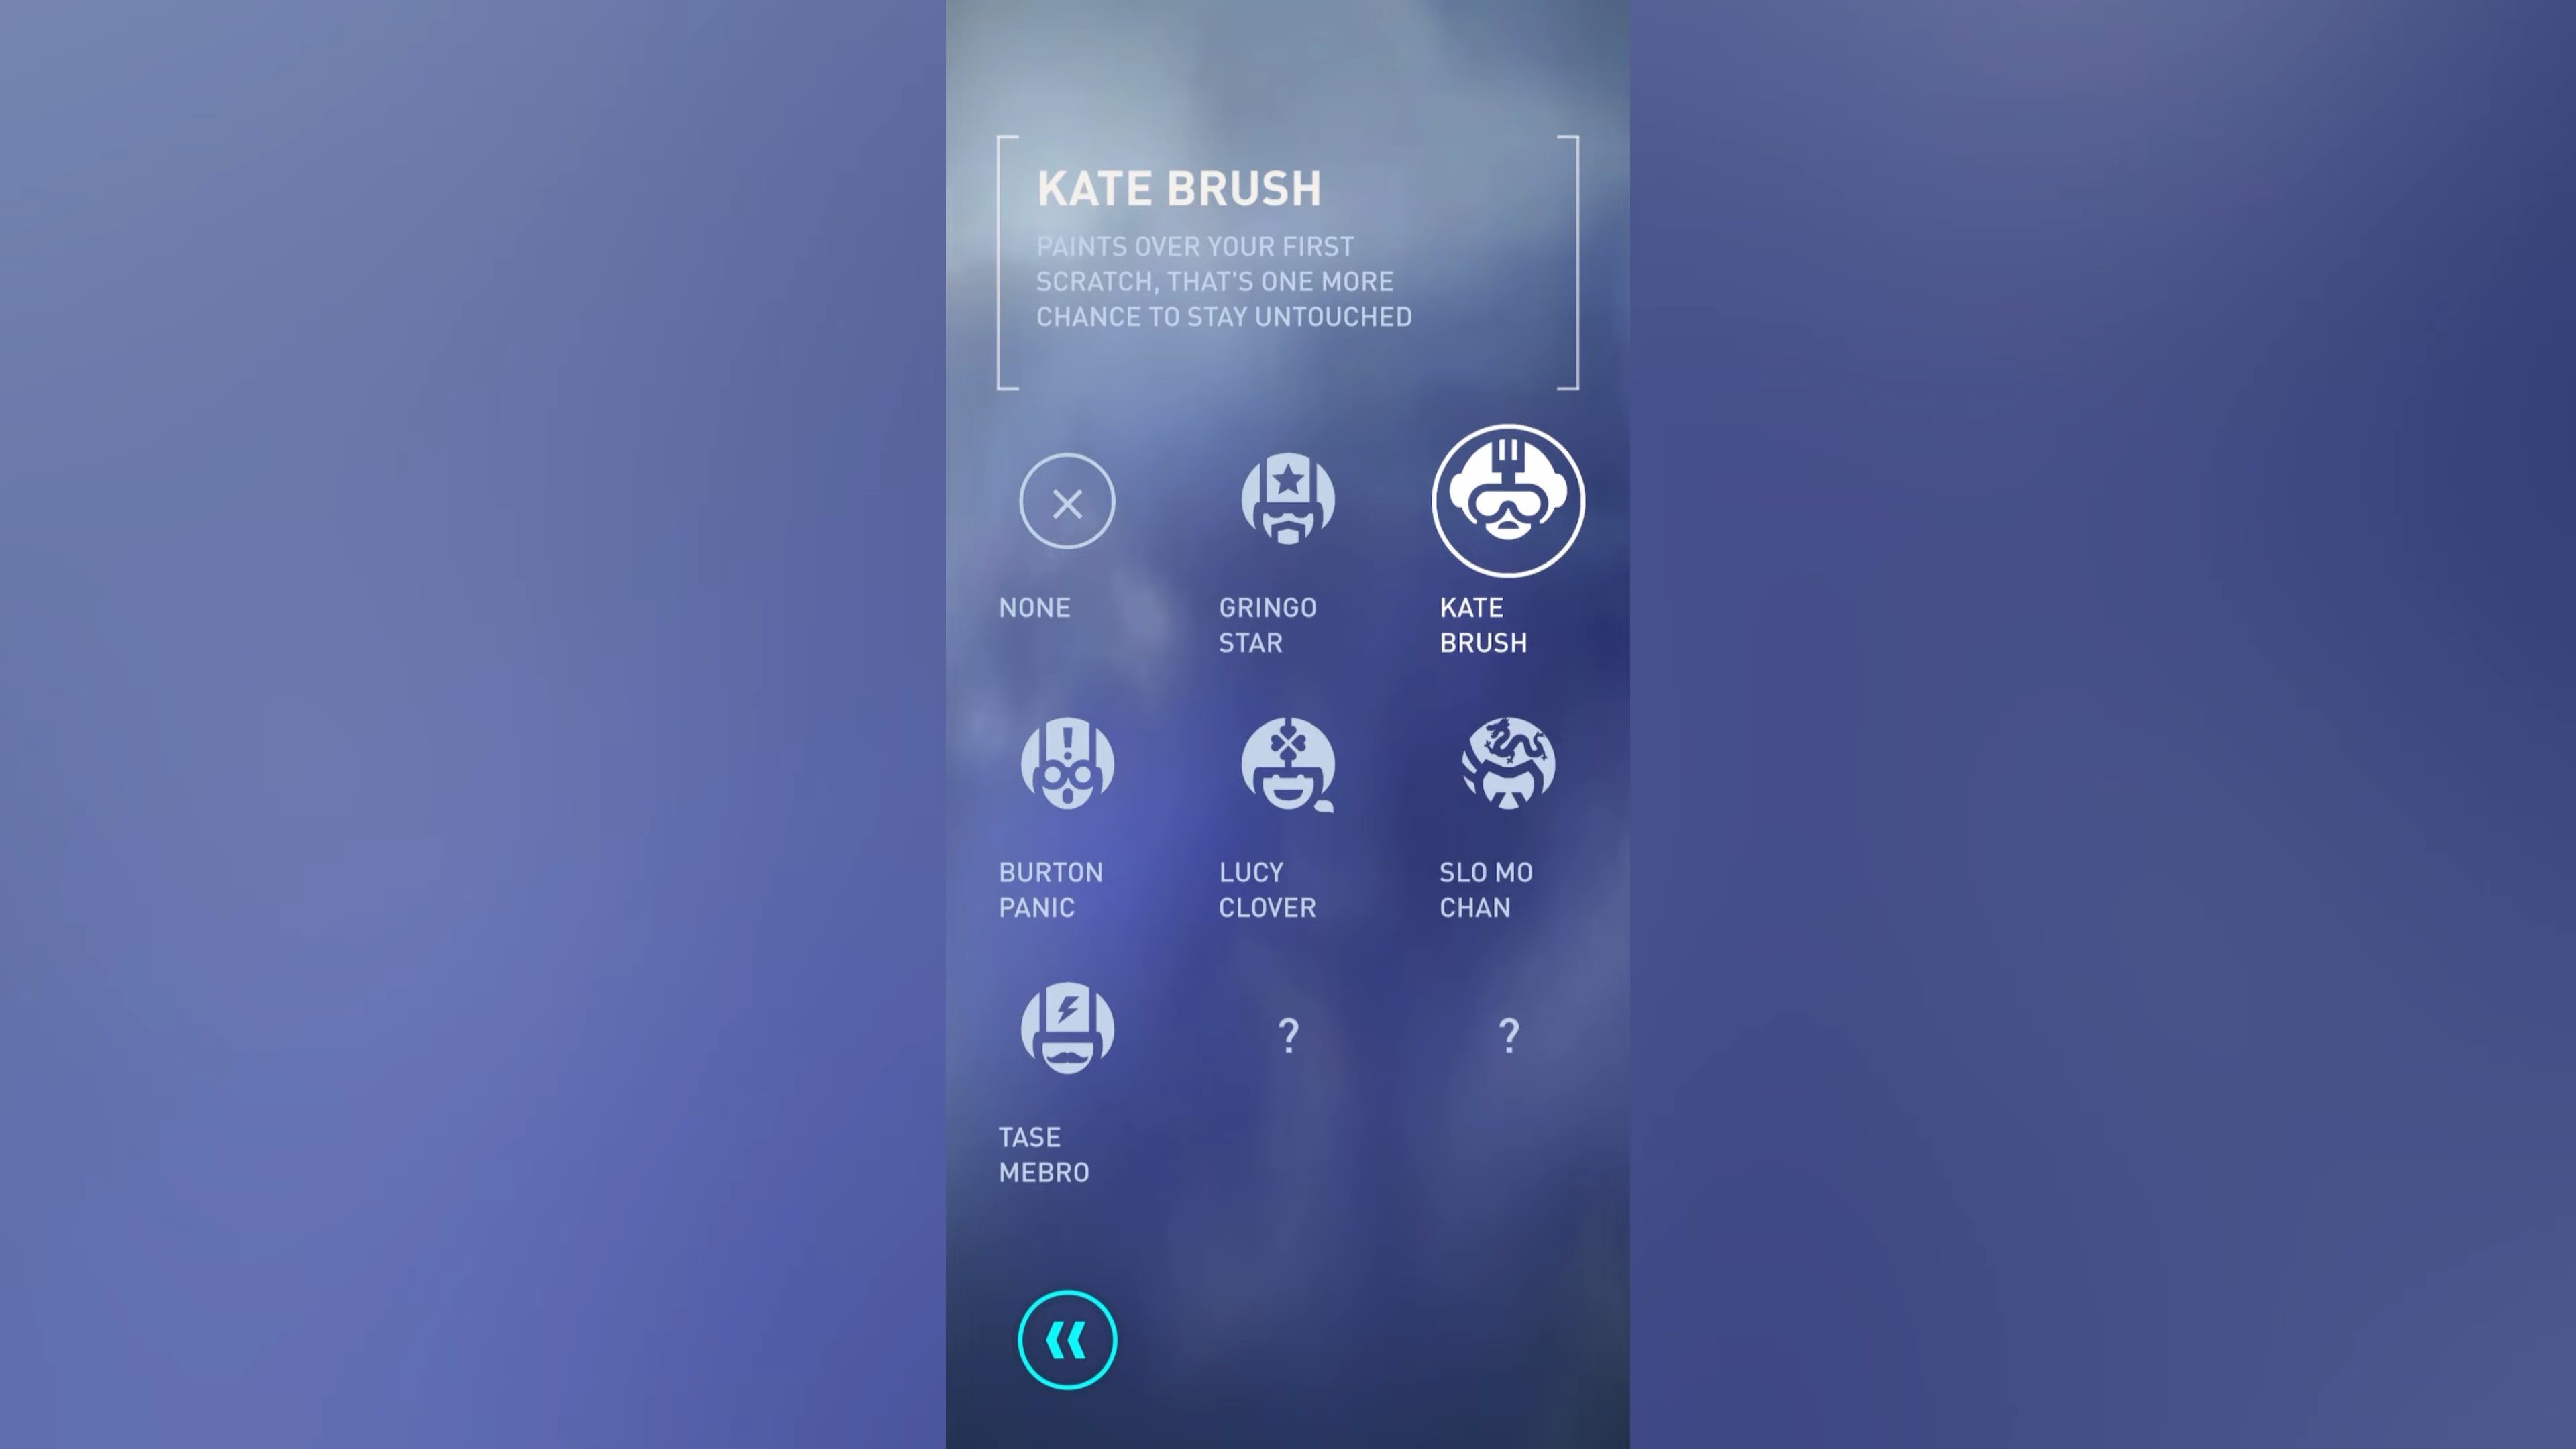 KATE BRUSH
PAINTS OVER YOUR FIRST
SCRATCH, THAT'S ONE MORE
CHANCE TO STAY UNTOUCHED
NONE
GRINGO
STAR
KATE
BRUSH
BURTON
PANIC
LUCY
CLOVER
SLO MO
CHAN
?
?
TASE
MEBRO